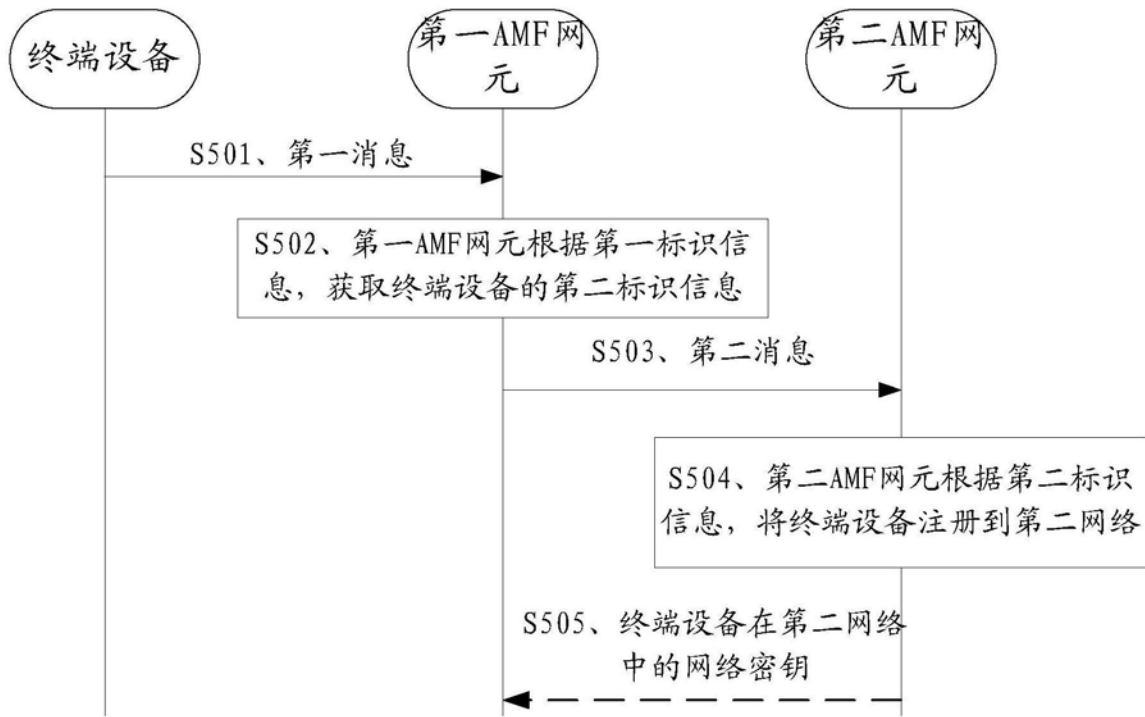 终端设备
第一AMF网
元
第二AMF网
元
S501、第一消息
S502、第一AMF网元根据第一标识信
息，获取终端设备的第二标识信息
S503、第二消息
S504、第二AMF网元根据第二标识
信息，将终端设备注册到第二网络
S505、终端设备在第二网络
中的网络密钥